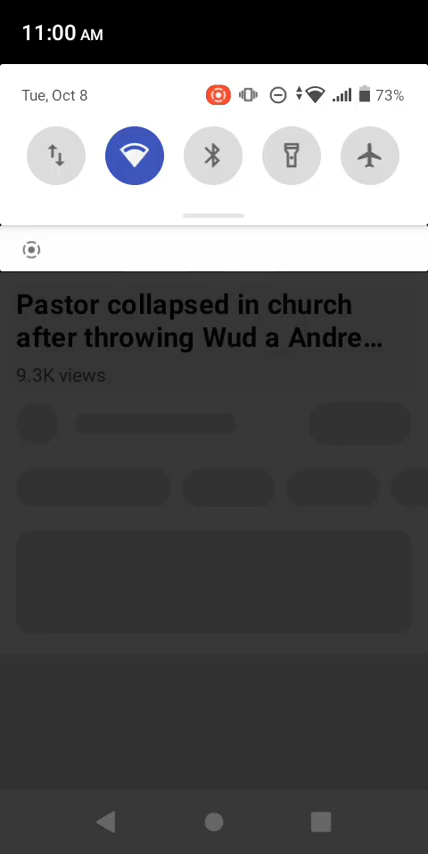 11:00 AM
Tue, Oct 8
73%
Pastor collapsed in church
after throwing Wud a Andre…
9.3K views